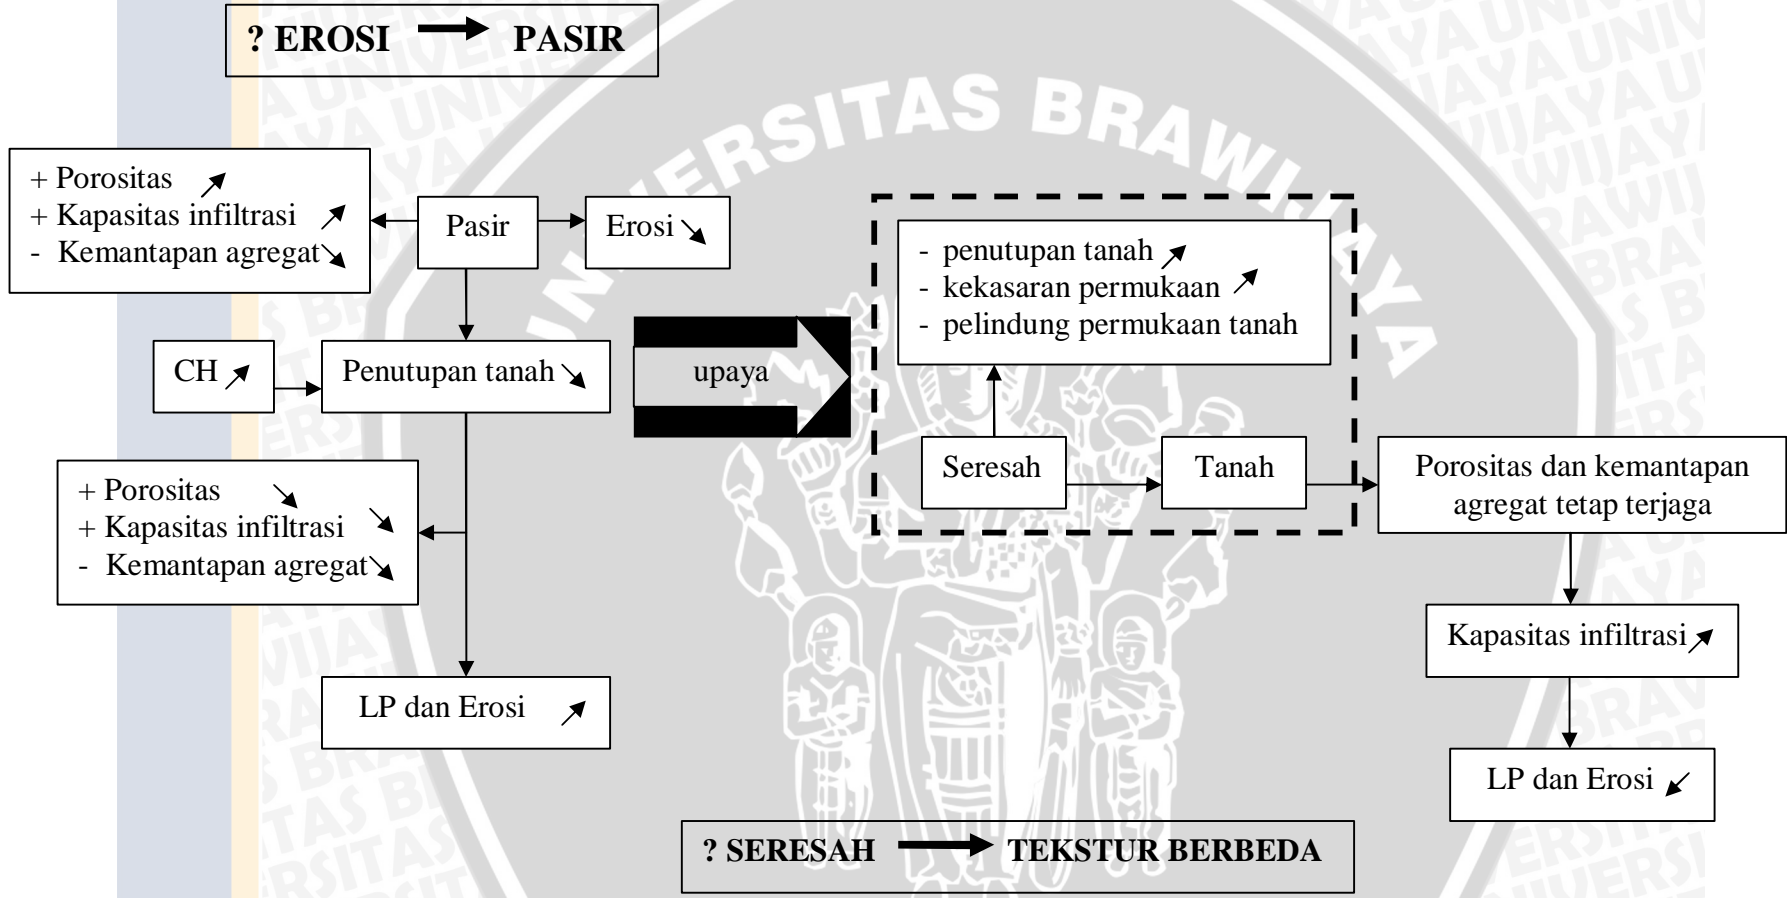 ? EROSI PASIR
+ Porositas
+ Kapasitas infiltrasi
- Kemantapan agregat
Pasir
Erosi
CH
Penutupan tanah
+ Porositas
+ Kapasitas infiltrasi
- Kemantapan agregat
LP dan Erosi
upaya
- penutupan tanah
- kekasaran permukaan
- pelindung permukaan tanah
Seresah
Tanah
Porositas dan kemantapan
agregat tetap terjaga
Kapasitas infiltrasi
LP dan Erosi
? SERESAH TEKSTUR BERBEDA
UNIVERSITAS BRAWIJAYA